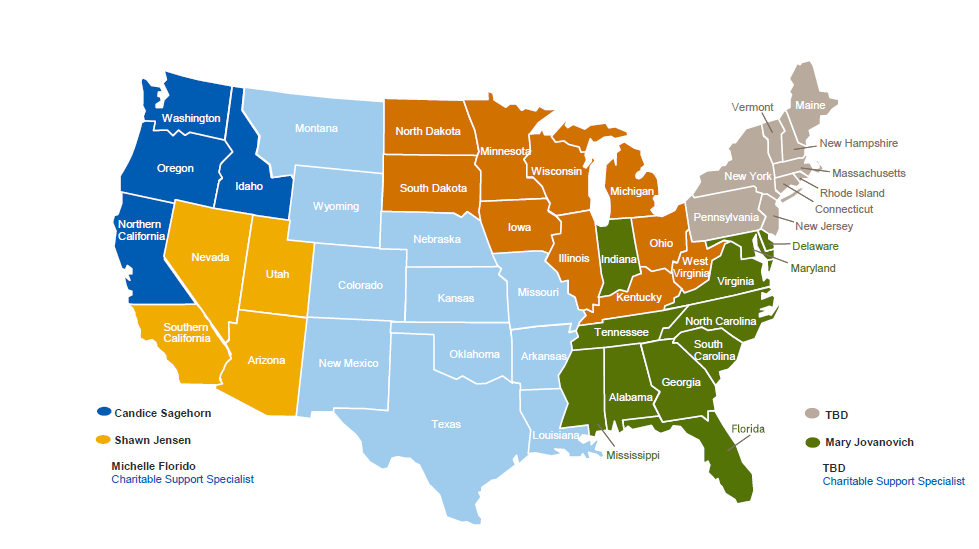 Washington
Oregon
Idaho
Northern
California
Nevada
Utah
Southern
California
Arizona
Montana
Wyoming
Colorado
New Mexico
North Dakota
South Dakota
Nebraska
Kansas
Oklahoma
Texas
Minnesota
Iowa
Missouri
Arkansas
Louisiana
Wisconsin
Illinois
Michigan
Indiana
Ohio
West
Virginia
Kentucky
Tennessee
Mississippi
Alabama
Georgia
Florida
South
Carolina
North Carolina
Virginia
Maryland
Delaware
Pennsylvania
New Jersey
New York
Connecticut
Rhode Island
Massachusetts
New Hampshire
Vermont
Maine
Candice Sagehorn
Shawn Jensen
Michelle Florido
Charitable Support Specialist
TBD
Mary Jovanovich
TBD
Charitable Support Specialist